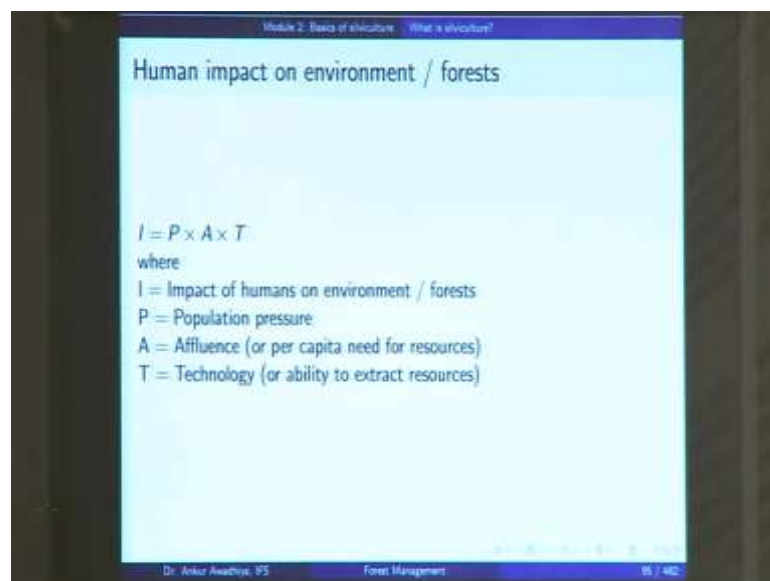 Module 2: Basics of silviculture What is silviculture?
Human impact on environment / forests
I = P × A × T
where
I = Impact of humans on environment / forests
P = Population pressure
A = Affluence (or per capita need for resources)
T = Technology (or ability to extract resources)
Dr. Ankur Awadhiya, IFS Forest Management 95 / 482